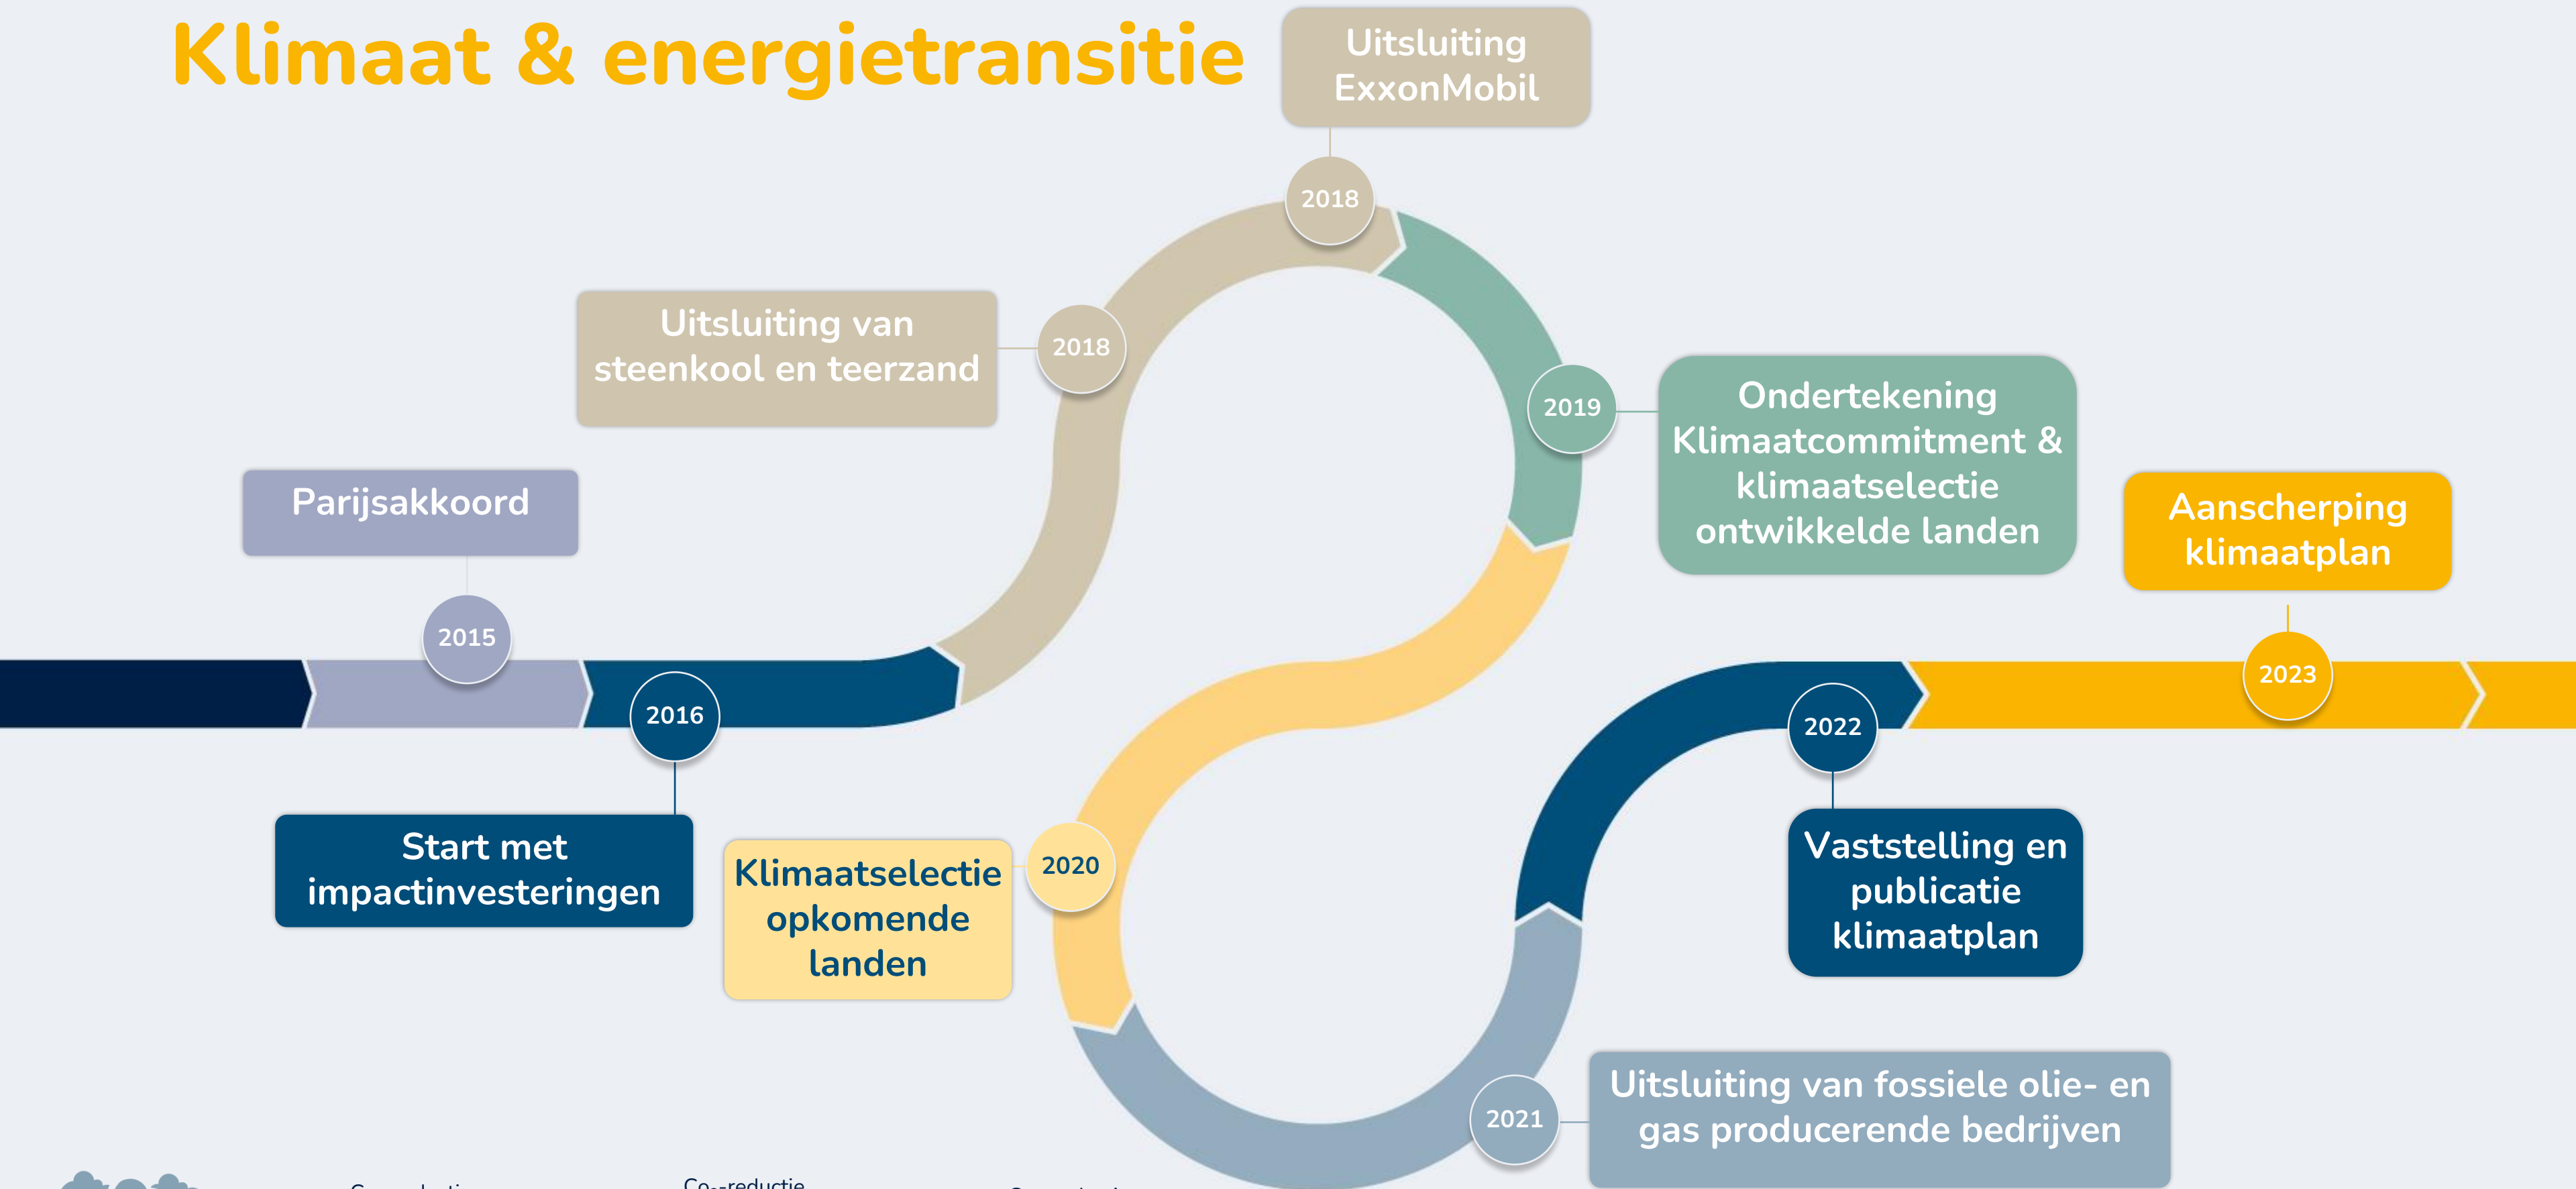 Klimaat & energietransitie
Uitsluiting
ExxonMobil
2018
Uitsluiting van
steenkool en teerzand
2018
2019
Ondertekening
Klimaatcommitment &
klimaatselectie
ontwikkelde landen
Parijsakkoord
2015
Aanscherping
klimaatplan
2023
2016
Start met
impactinvesteringen
2022
Vaststelling en
publicatie
klimaatplan
2020
Klimaatselectie
opkomende
landen
2021
Uitsluiting van fossiele olie- en
gas producerende bedrijven